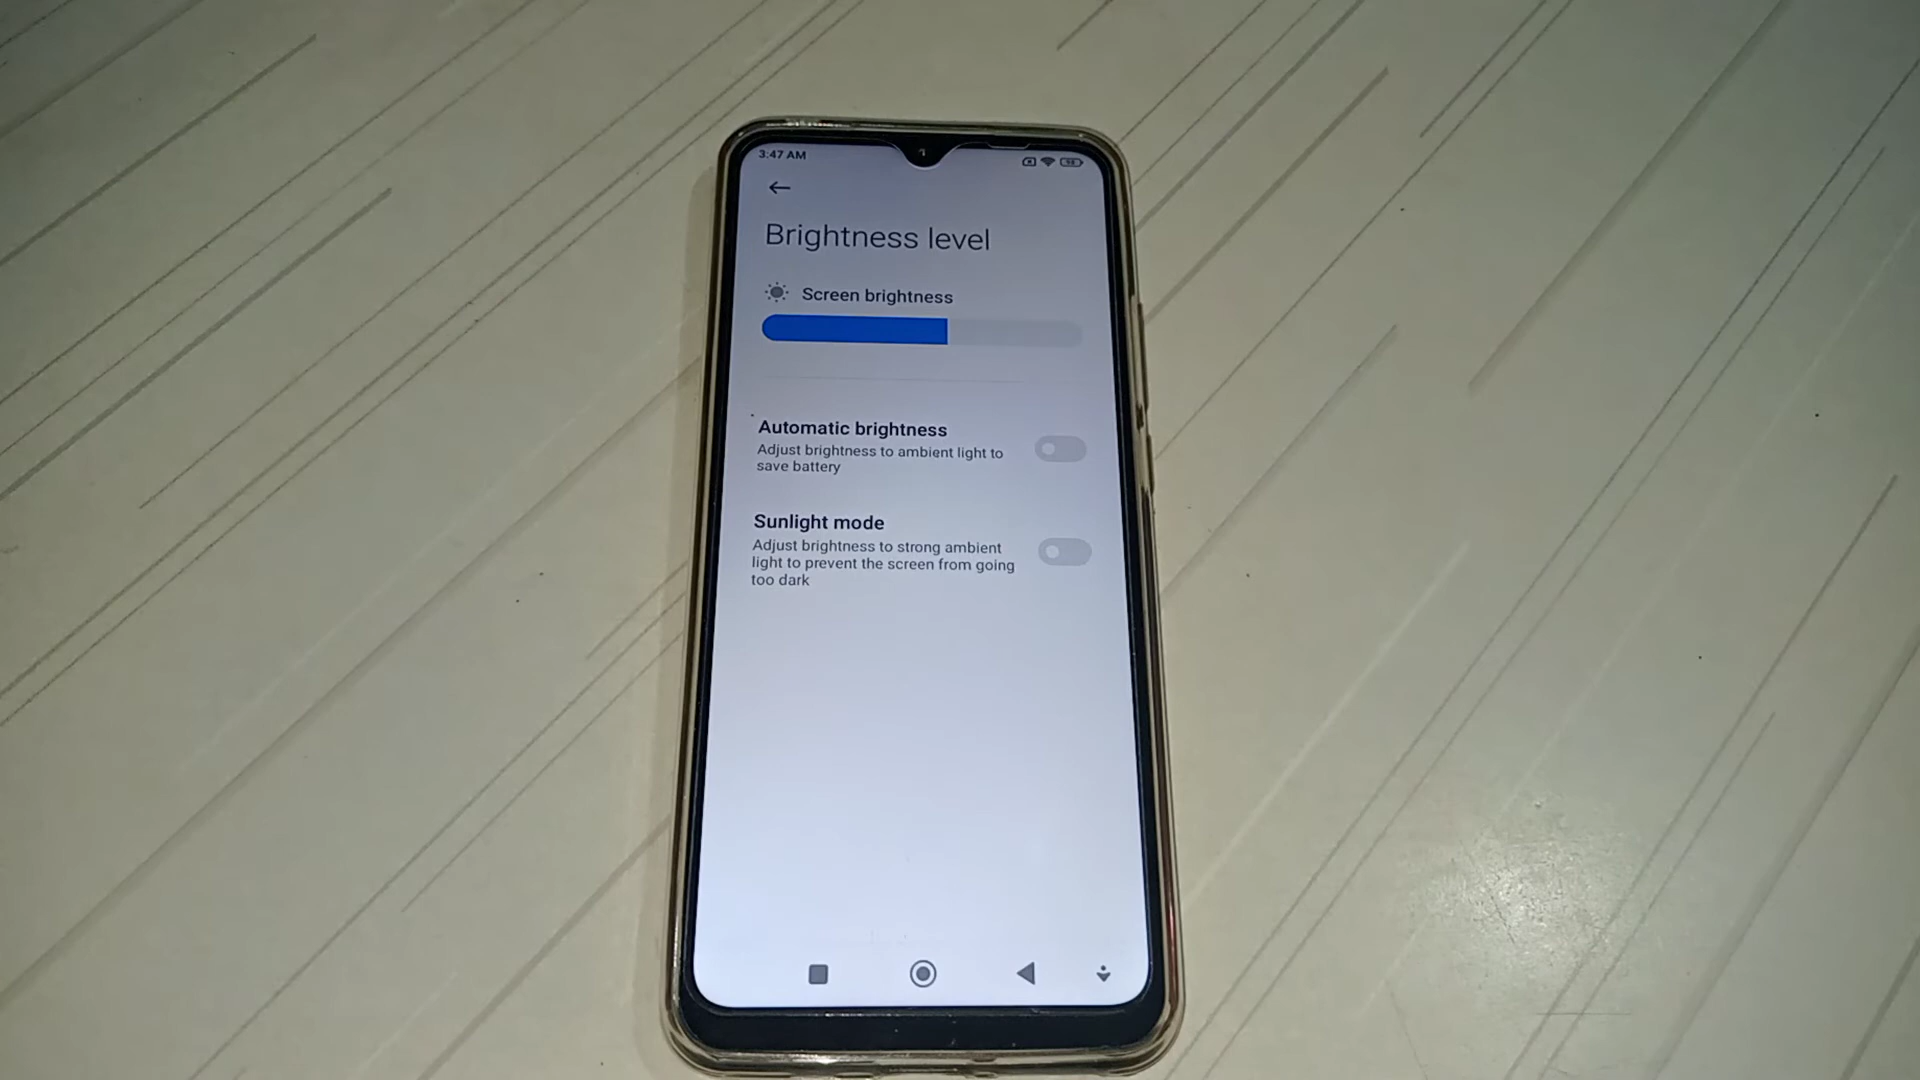 3:47 AM
Brightness level
Screen brightness
Automatic brightness
Adjust brightness to ambient light to
save battery
Sunlight mode
Adjust brightness to strong ambient
light to prevent the screen from going
too dark